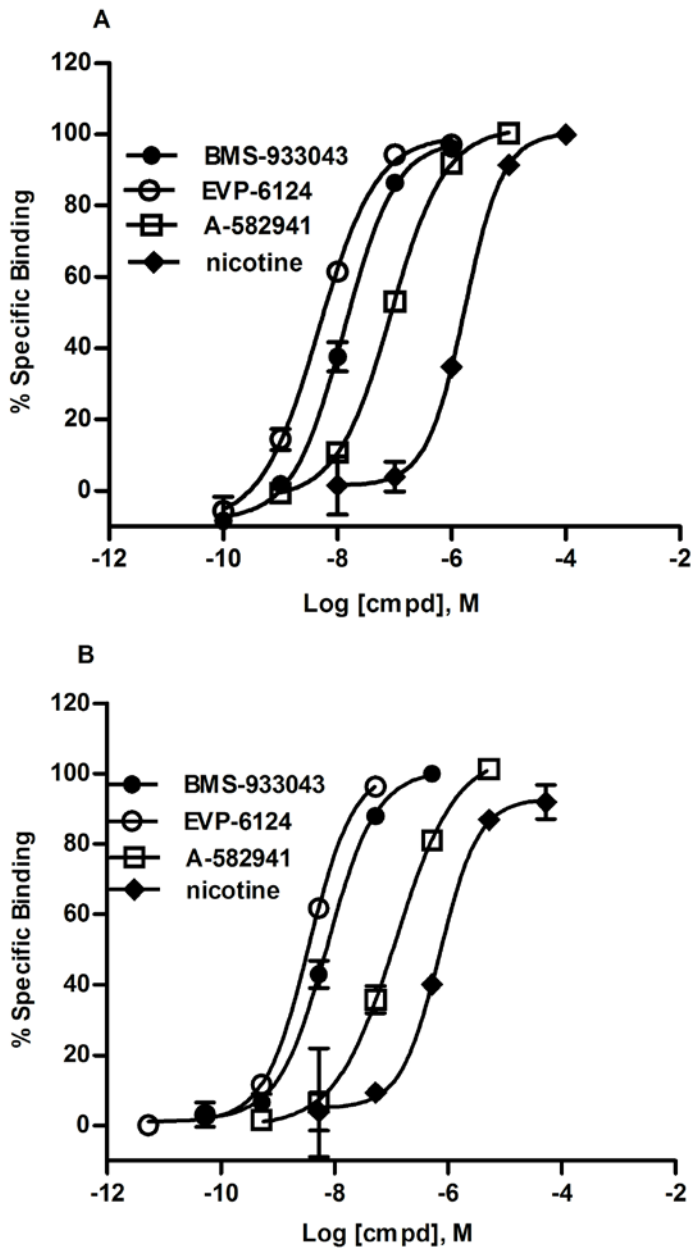 A
120
100
80
60
40
20
0
% Specific Binding
BMS-933043
EVP-6124
A-582941
nicotine
-12 -10 -8 -6 -4 -2
Log [cmpd], M
B
120
100
80
60
40
20
0
% Specific Binding
BMS-933043
EVP-6124
A-582941
nicotine
-12 -10 -8 -6 -4 -2
Log [cmpd], M